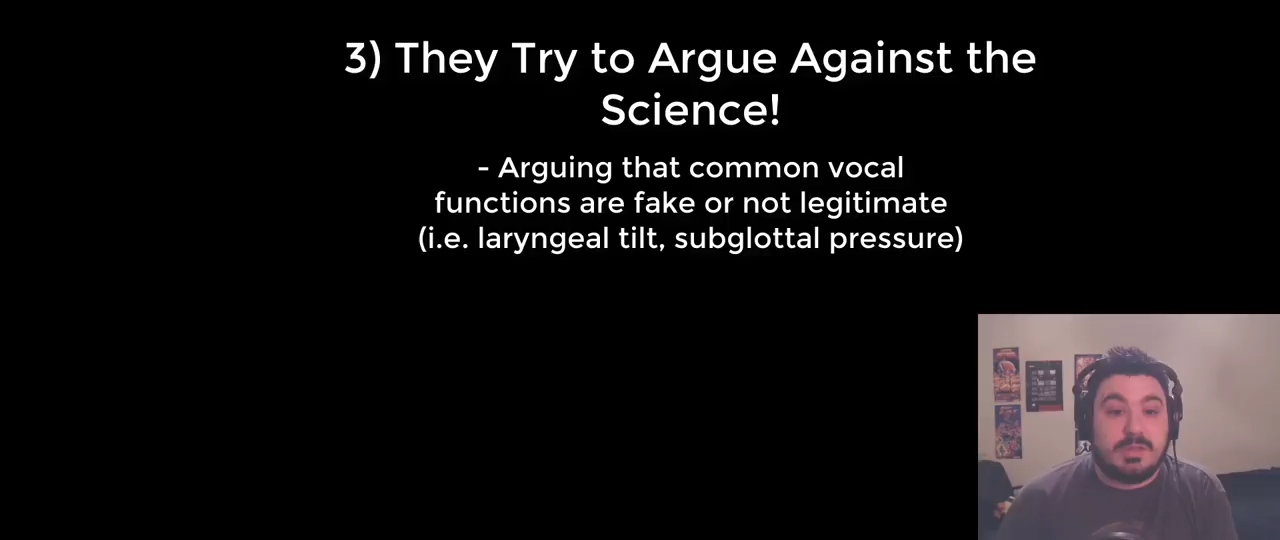 3) They Try to Argue Against the
Science!
- Arguing that common vocal
functions are fake or not legitimate
(i.e. laryngeal tilt, subglottal pressure)